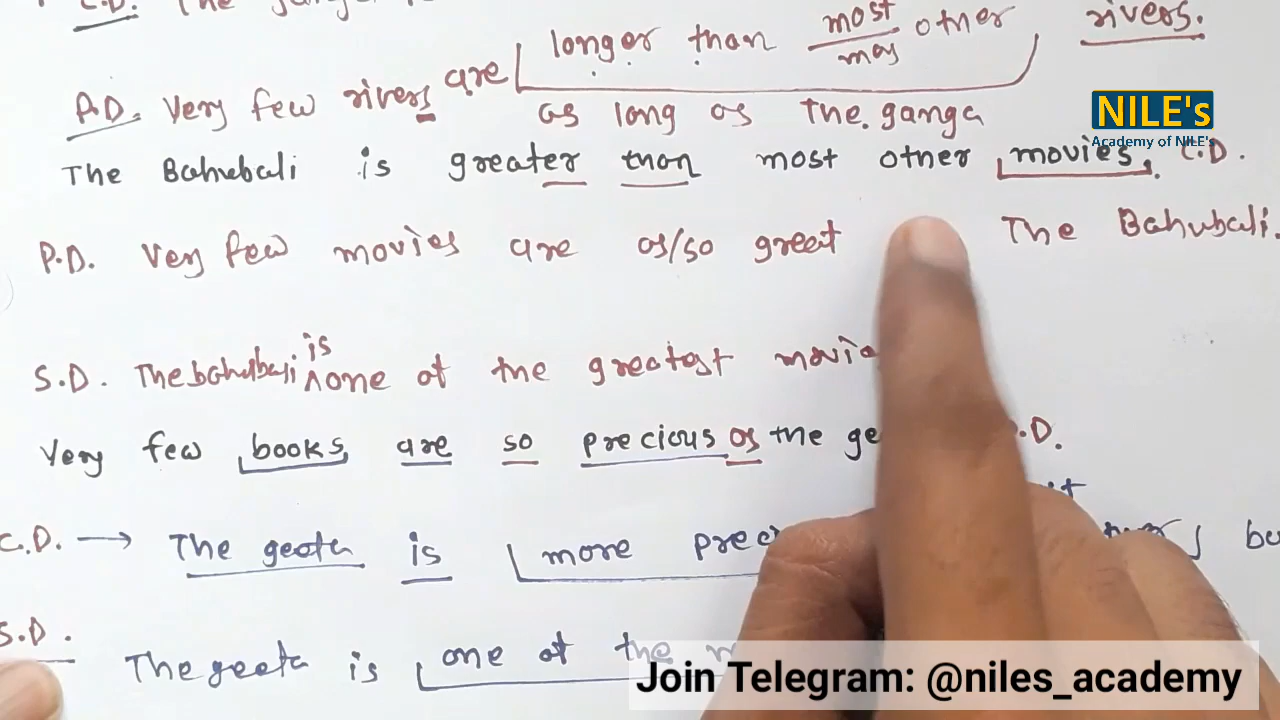 C.D. The ganga
longer than most other rivers.
many
P.D. Very few rivers are
as long as the ganga
NILE's
Academy of NILE's
The Bahubali is greater than most other movies. C.D.
P.D. Very few movies are as/so great The Bahubali.
is
S.D. The bahubali one of the greatest
Very few books are so precious as the D.
C.D. → The geeta is more
S.D. The geeta is one of the
Join Telegram: @niles_academy